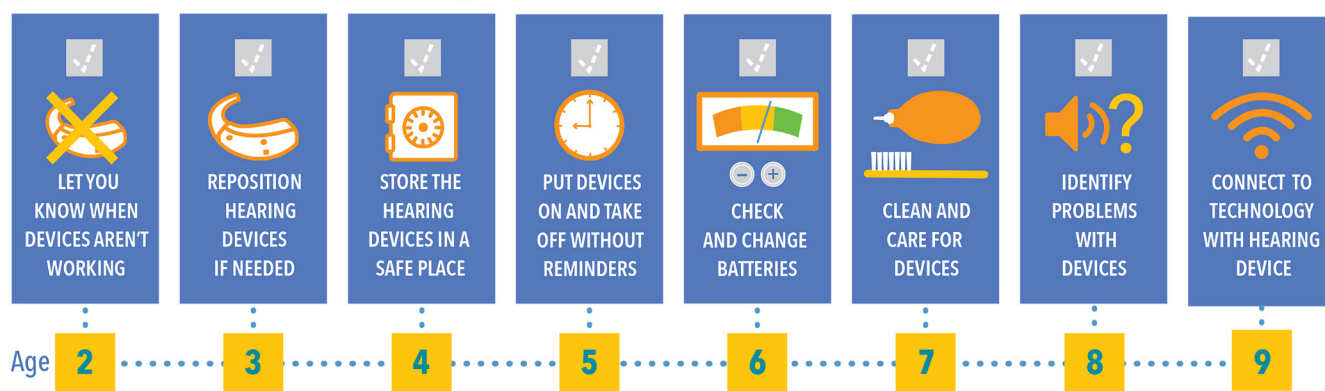 LET YOU
KNOW WHEN
DEVICES AREN'T
WORKING
REPOSITION
HEARING
DEVICES
IF NEEDED
STORE THE
HEARING
DEVICES IN A
SAFE PLACE
PUT DEVICES
ON AND TAKE
OFF WITHOUT
REMINDERS
CHECK
AND CHANGE
BATTERIES
CLEAN AND
CARE FOR
DEVICES
IDENTIFY
PROBLEMS
WITH
DEVICES
CONNECT TO
TECHNOLOGY
WITH HEARING
DEVICE
Age 2 3 4 5 6 7 8 9